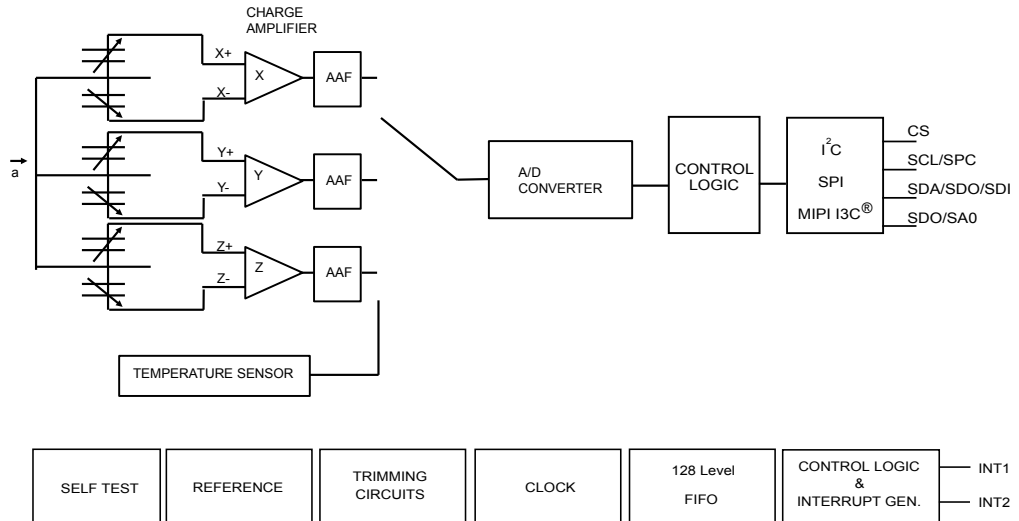 CHARGE
AMPLIFIER
X+
X
X-
AAF
a
Y+
Y
Y-
AAF
Z+
Z
Z-
AAF
TEMPERATURE SENSOR
A/D
CONVERTER
CONTROL
LOGIC
I²C
SPI
MIPI I3C®
CS
SCL/SPC
SDA/SDO/SDI
SDO/SA0
SELF TEST
REFERENCE
TRIMMING
CIRCUITS
CLOCK
128 Level
FIFO
CONTROL LOGIC
&
INTERRUPT GEN.
INT1
INT2